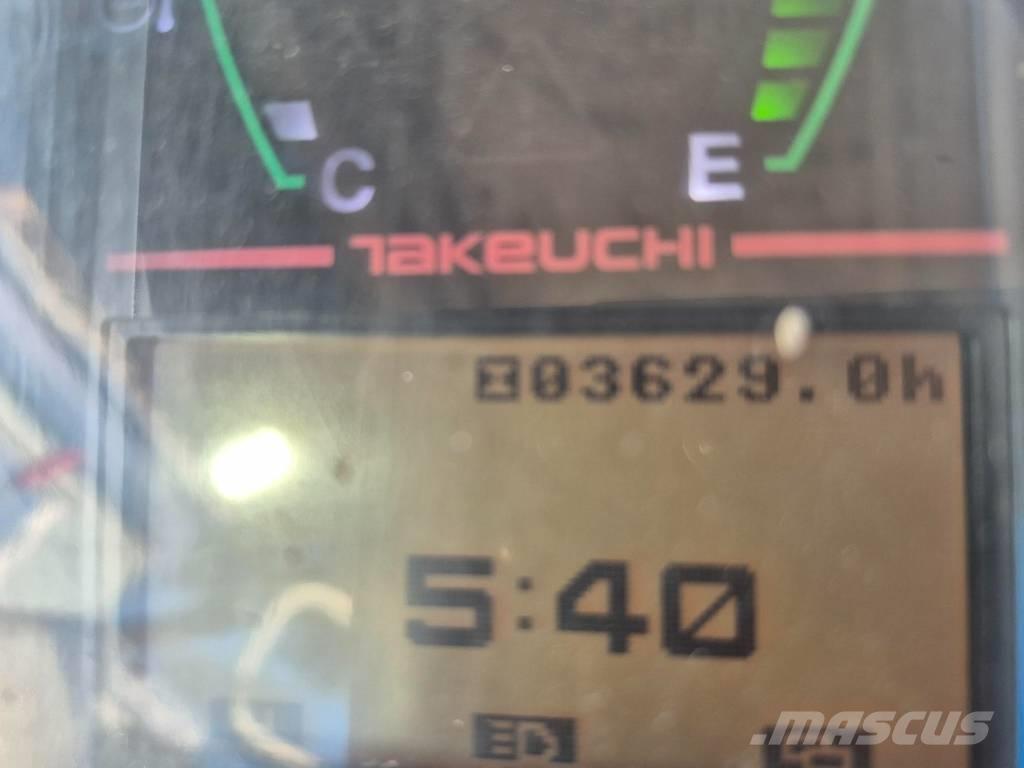 C E
TAKEUCHI
03629.0h
5:40
MASCUS